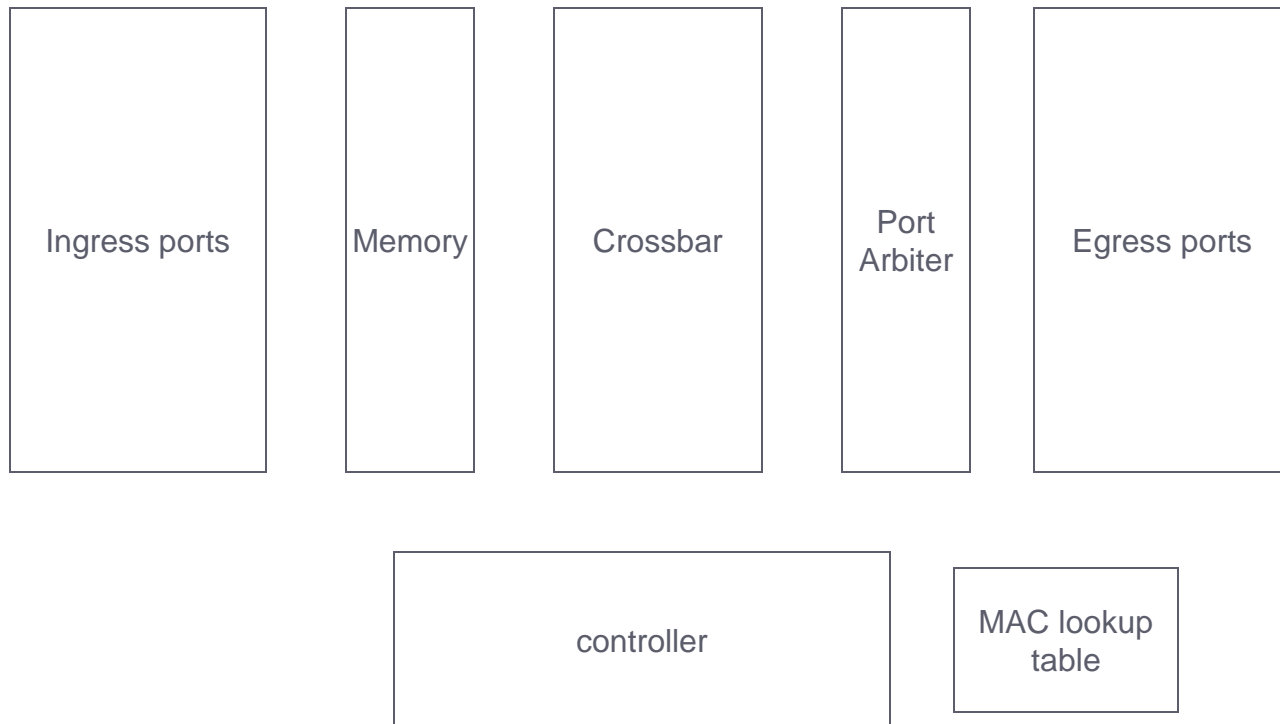 Ingress ports
Memory
Crossbar
Port
Arbiter
Egress ports
controller
MAC lookup
table